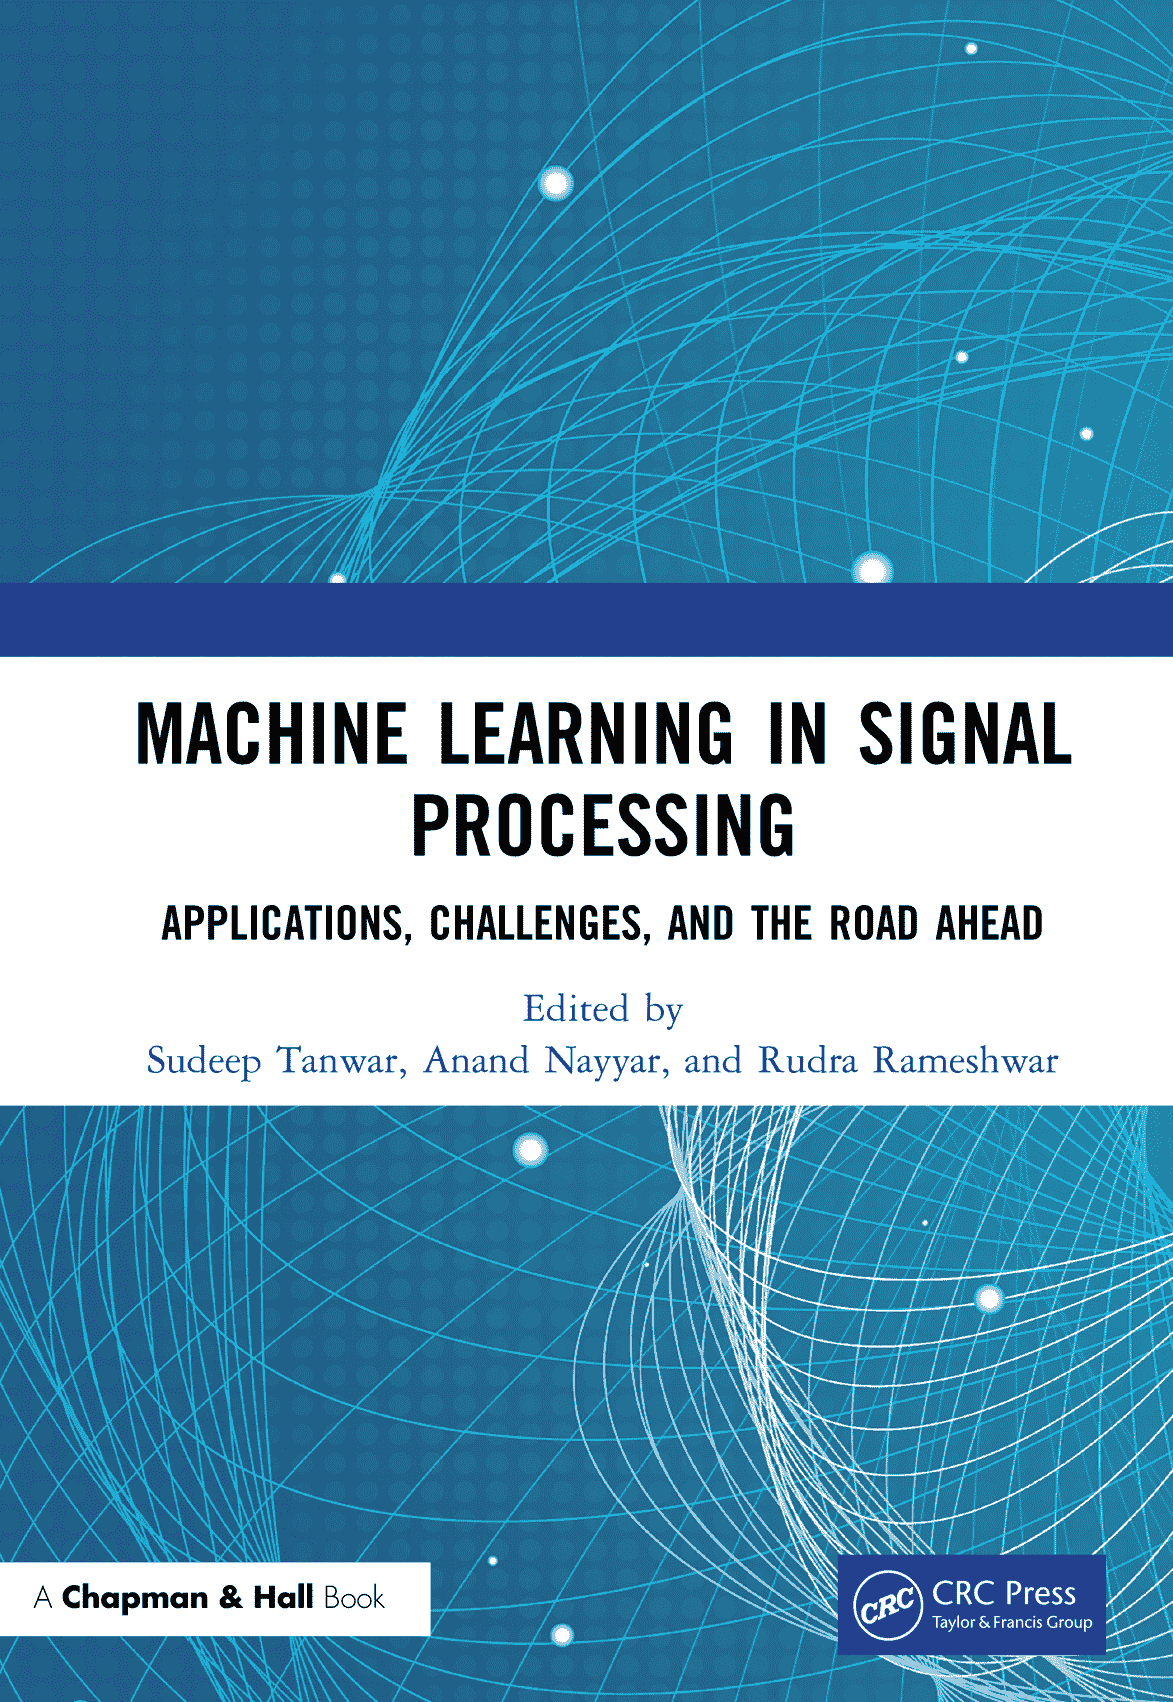 MACHINE LEARNING IN SIGNAL
PROCESSING
APPLICATIONS, CHALLENGES, AND THE ROAD AHEAD
Edited by
Sudeep Tanwar, Anand Nayyar, and Rudra Rameshwar
A Chapman & Hall Book
CRC
CRC Press
Taylor & Francis Group